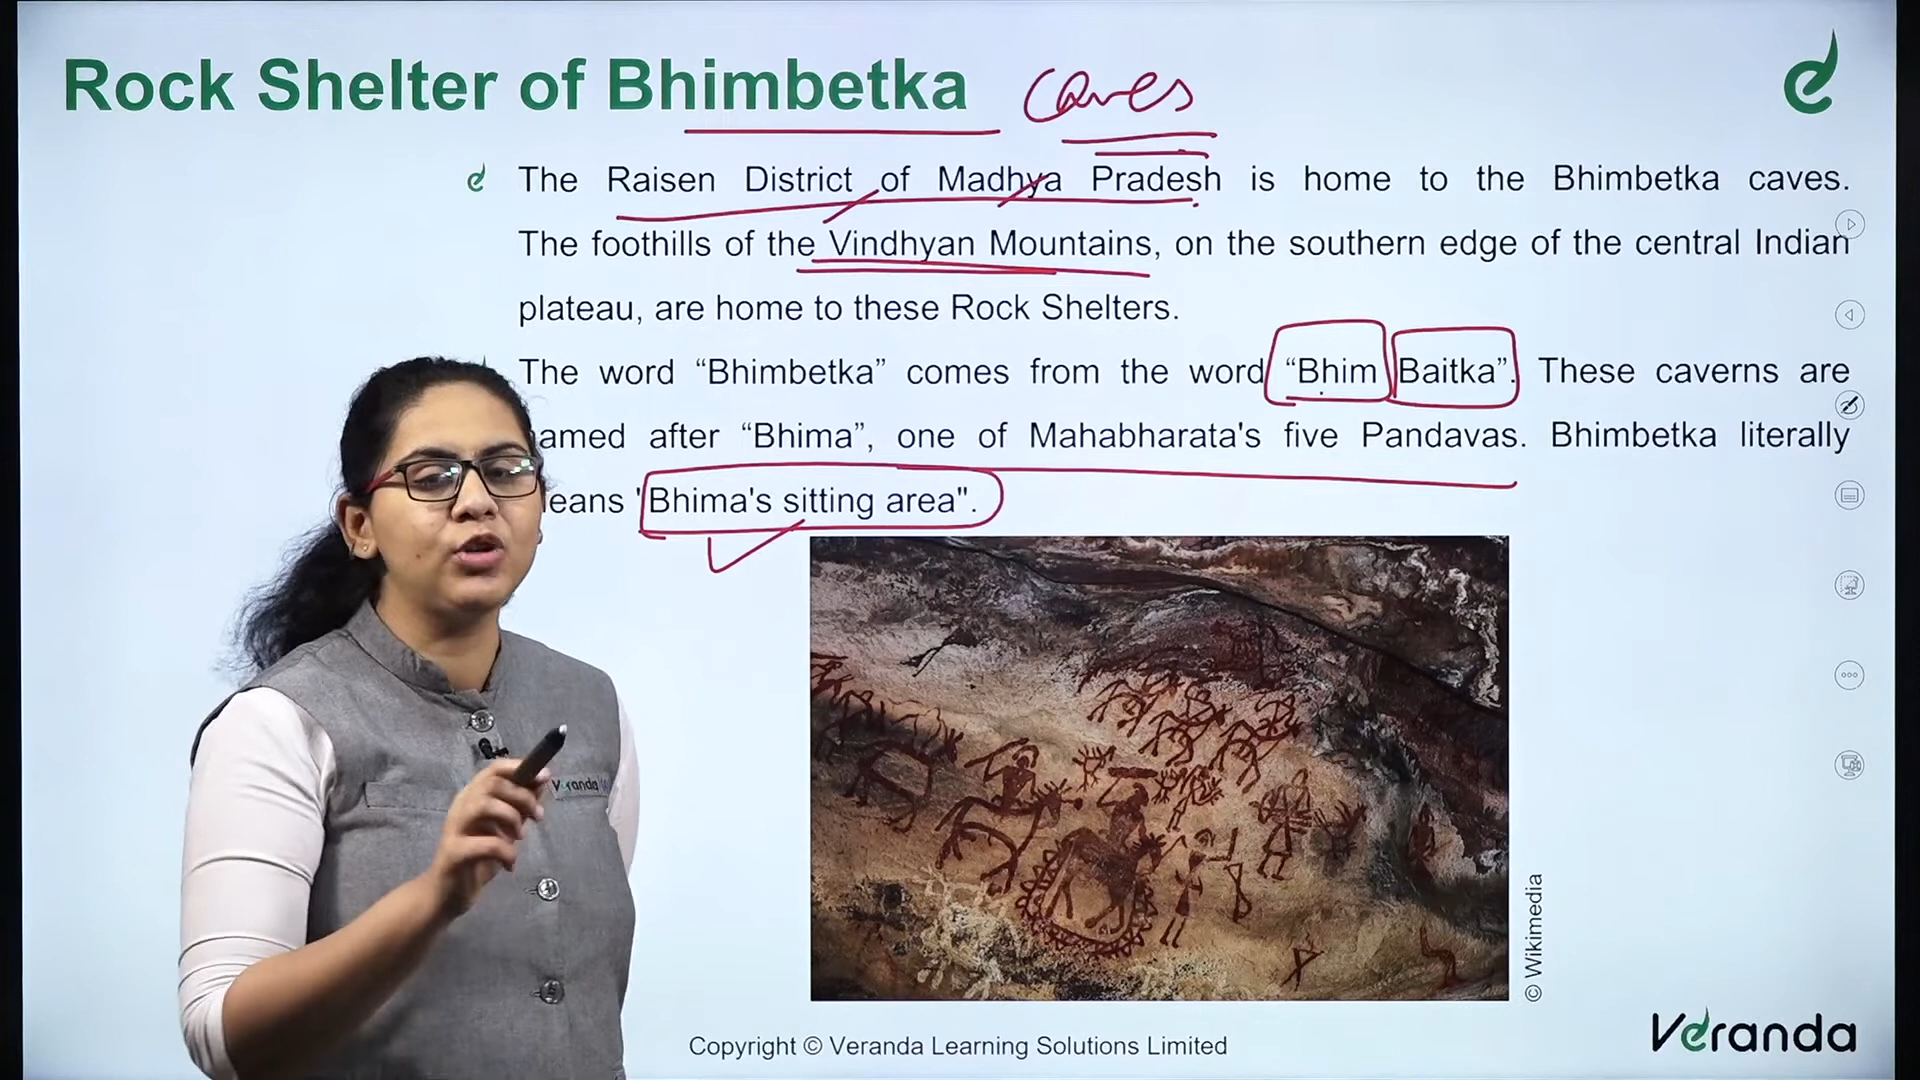 Rock Shelter of Bhimbetka caves
The Raisen District of Madhya Pradesh is home to the Bhimbetka caves.
The foothills of the Vindhyan Mountains, on the southern edge of the central Indian
plateau, are home to these Rock Shelters.
The word “Bhimbetka” comes from the word “Bhim Baitka”. These caverns are
named after “Bhima”, one of Mahabharata's five Pandavas. Bhimbetka literally
means "Bhima's sitting area".
Veranda
© Wikimedia
Copyright © Veranda Learning Solutions Limited
Veranda